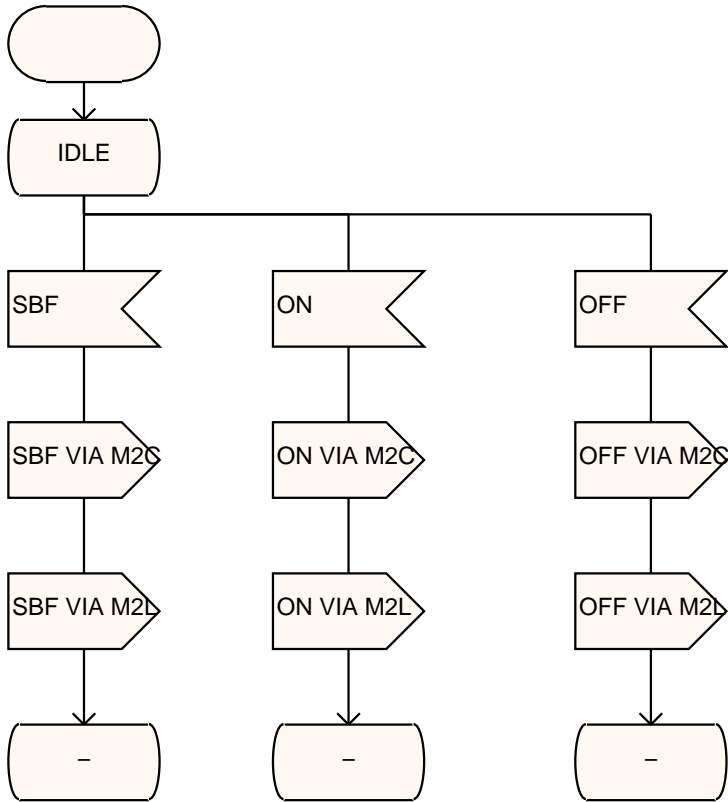 IDLE
SBF
ON
OFF
SBF VIA M2C
ON VIA M2C
OFF VIA M2C
SBF VIA M2L
ON VIA M2L
OFF VIA M2L
–
–
–